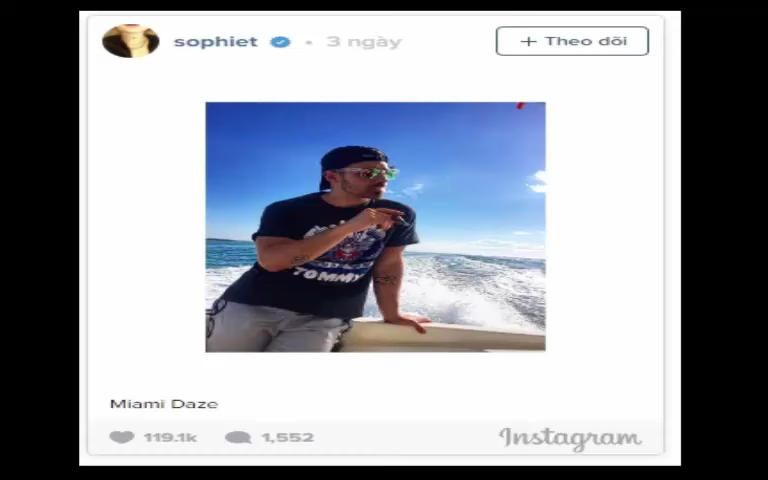 sophiet • 3 ngày
+ Theo dõi
TOMMY
Miami Daze
119.1k 1,552
Instagram